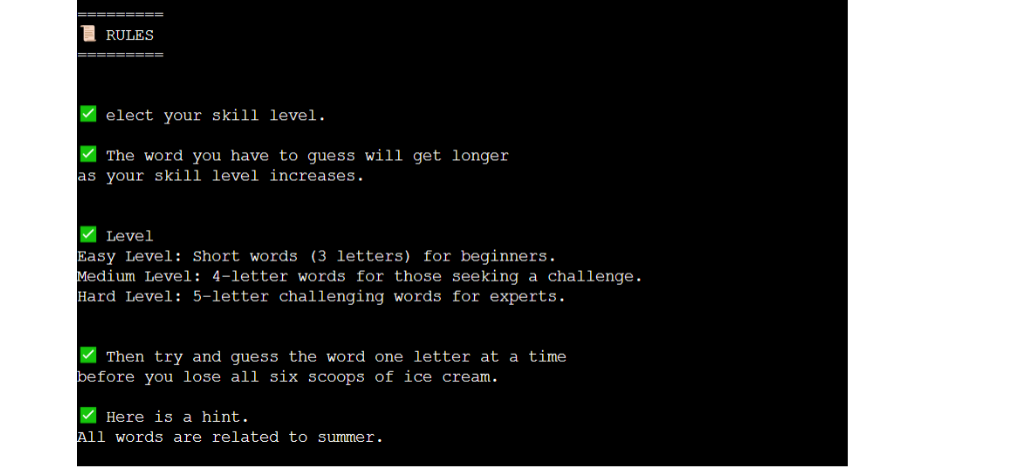 =========
📜 RULES
=========
✅ elect your skill level.
✅ The word you have to guess will get longer
as your skill level increases.
✅ Level
Easy Level: Short words (3 letters) for beginners.
Medium Level: 4-letter words for those seeking a challenge.
Hard Level: 5-letter challenging words for experts.
✅ Then try and guess the word one letter at a time
before you lose all six scoops of ice cream.
✅ Here is a hint.
All words are related to summer.